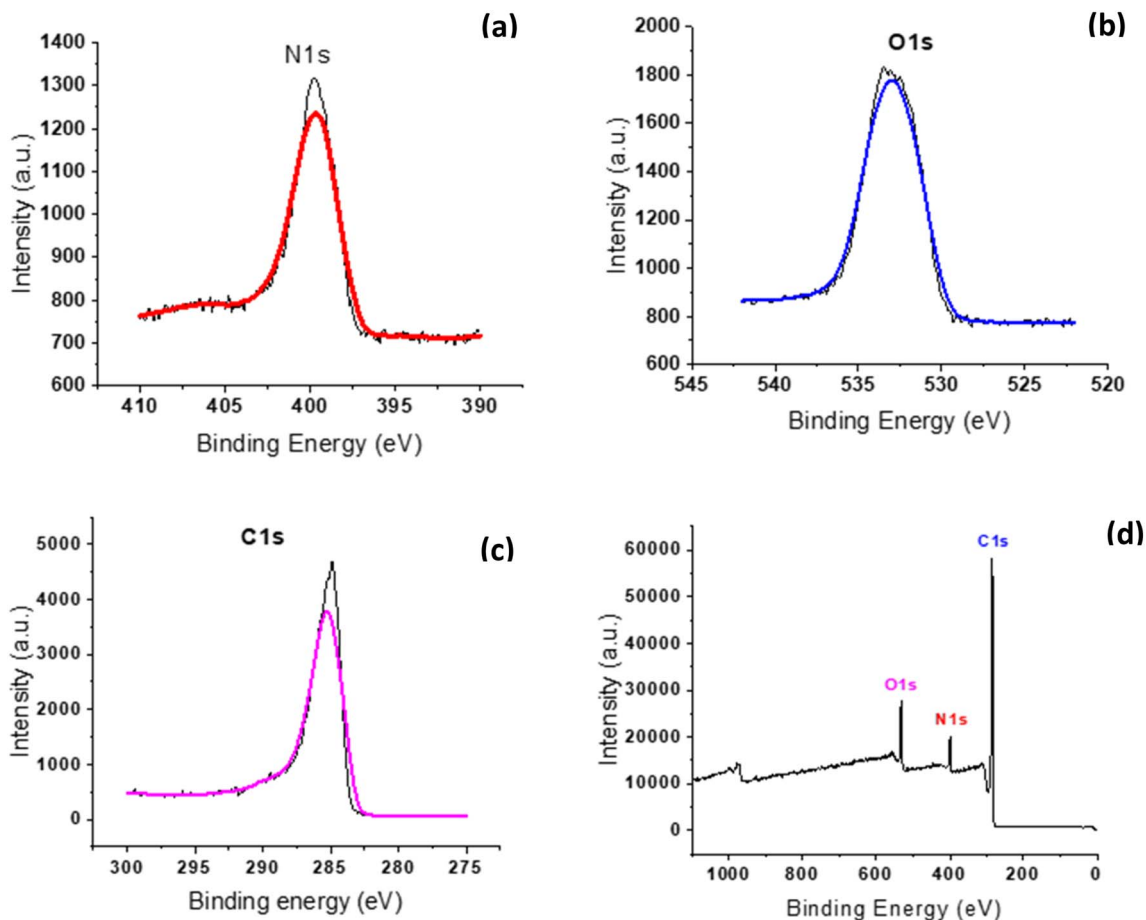 (a)
N1s
Intensity (a.u.)
1400
1300
1200
1100
1000
900
800
700
600
410 405 400 395 390
Binding Energy (eV)
(b)
O1s
Intensity (a.u.)
2000
1800
1600
1400
1200
1000
800
600
545 540 535 530 525 520
Binding Energy (eV)
(c)
C1s
Intensity (a.u.)
5000
4000
3000
2000
1000
0
300 295 290 285 280 275
Binding energy (eV)
(d)
C1s
O1s
N1s
Intensity (a.u.)
60000
50000
40000
30000
20000
10000
0
1000 800 600 400 200 0
Binding Energy (eV)